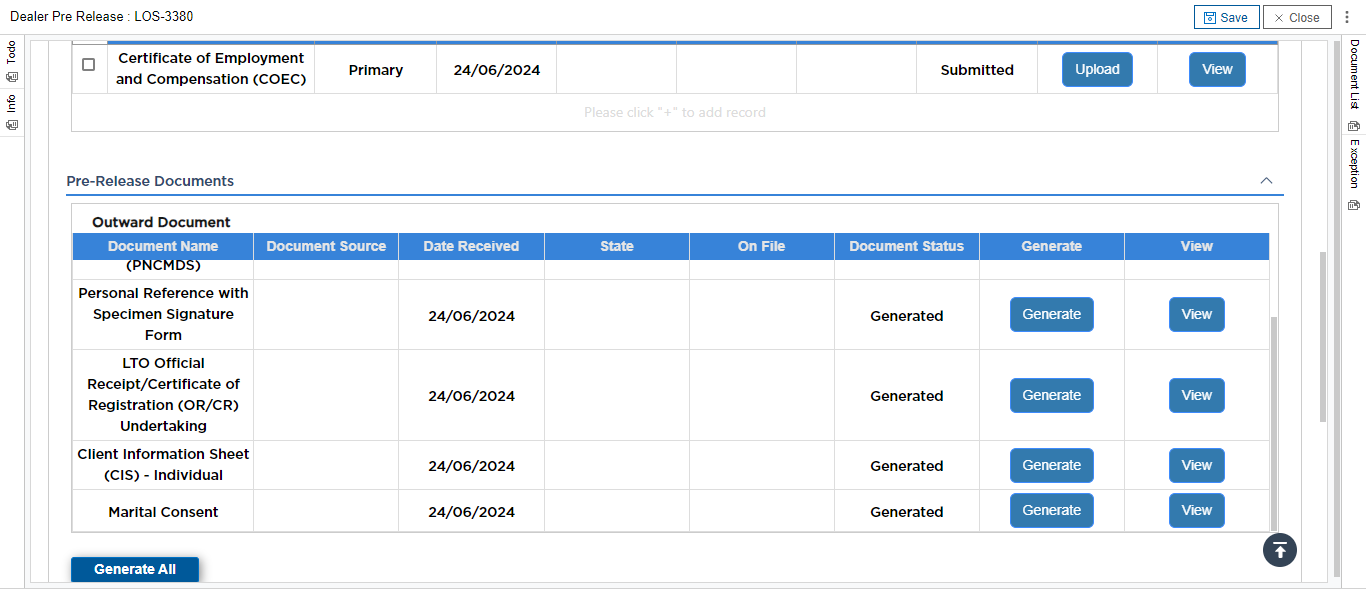 Dealer Pre Release : LOS-3380
Save
Close
Todo
Info
Document List
Exception
Certificate of Employment
and Compensation (COEC)
Primary
24/06/2024
Submitted
Upload
View
Please click "+" to add record
Pre-Release Documents
Outward Document
Document Name
Document Source
Date Received
State
On File
Document Status
Generate
View
(PNCMDS)
Personal Reference with
Specimen Signature
Form
24/06/2024
Generated
Generate
View
LTO Official
Receipt/Certificate of
Registration (OR/CR)
Undertaking
24/06/2024
Generated
Generate
View
Client Information Sheet
(CIS) - Individual
24/06/2024
Generated
Generate
View
Marital Consent
24/06/2024
Generated
Generate
View
Generate All